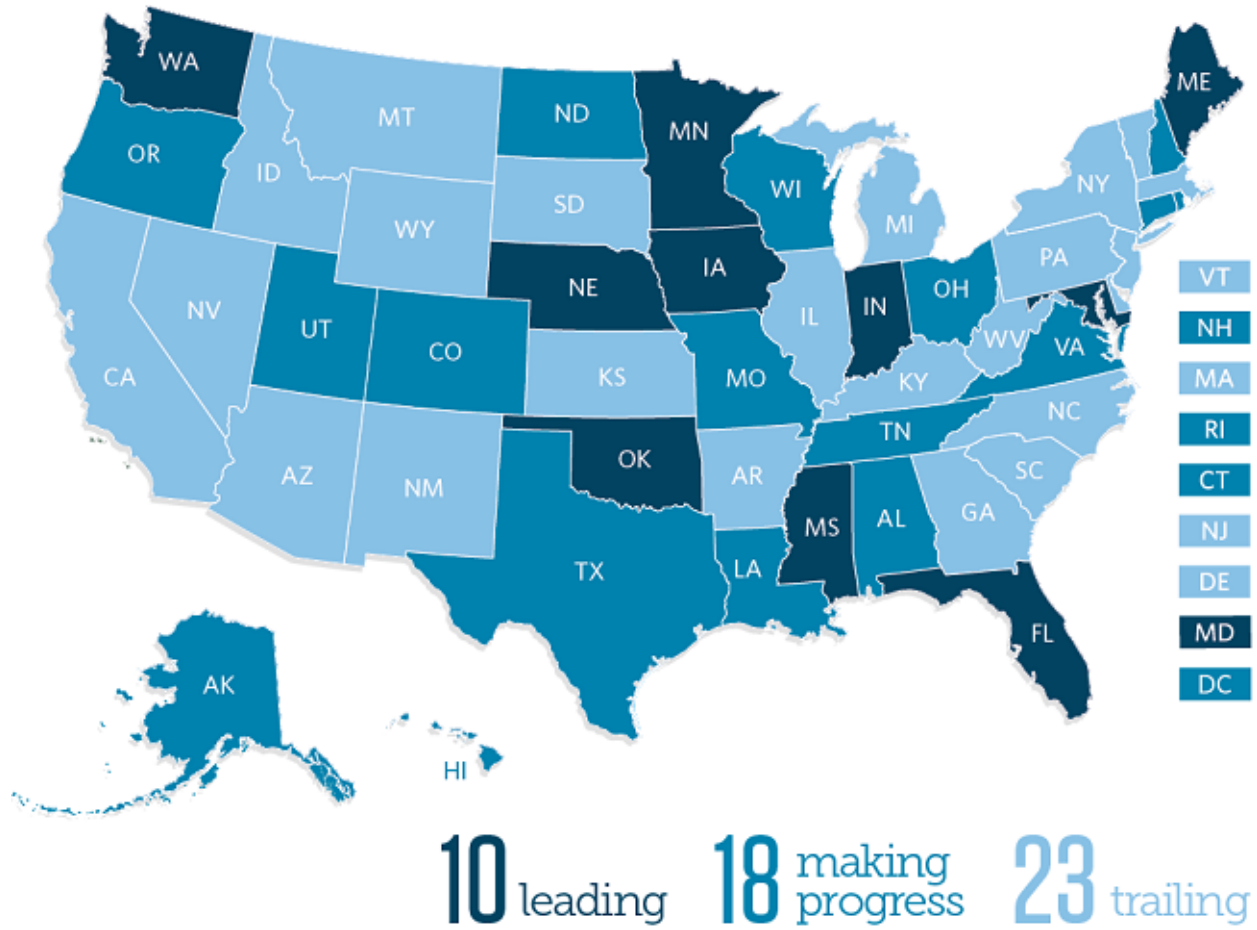 WA
ME
MT
ND
MN
OR
ID
SD
WI
NY
MI
WY
IA
PA
NE
OH
VT
NV
IL
IN
UT
NH
CO
WV
VA
CA
KS
MO
KY
MA
NC
TN
RI
OK
AZ
NM
AR
SC
CT
MS
AL
GA
NJ
TX
LA
DE
FL
MD
AK
DC
HI
10 leading
18 making
progress
23 trailing